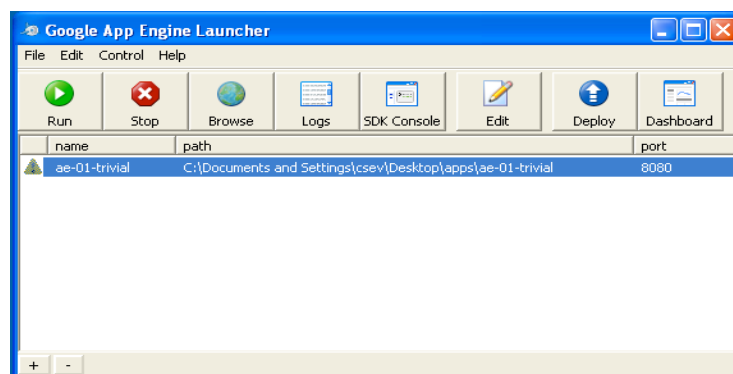 Google App Engine Launcher
File Edit Control Help
Run Stop Browse Logs SDK Console Edit Deploy Dashboard
name path port
ae-01-trivial C:\Documents and Settings\csev\Desktop\apps\ae-01-trivial 8080
+ -